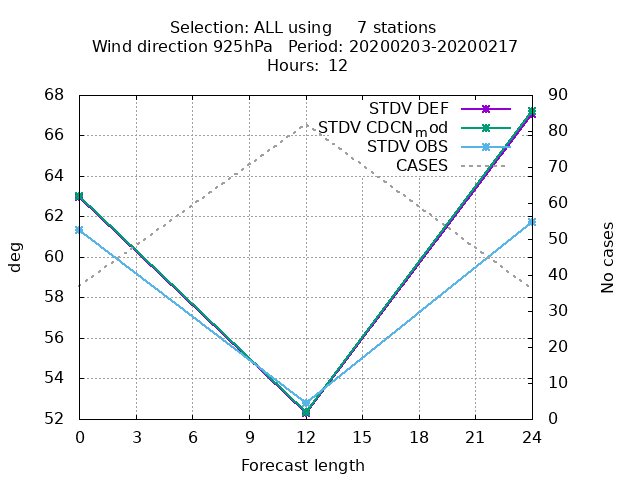 Selection: ALL using     7 stations
Wind direction 925hPa   Period: 20200203-20200217
Hours: 12
68
66
64
62
60
58
56
54
52
deg
90
80
70
60
50
40
30
20
10
0
No cases
STDV DEF
STDV CDCNmod
STDV OBS
CASES
0 3 6 9 12 15 18 21 24
Forecast length